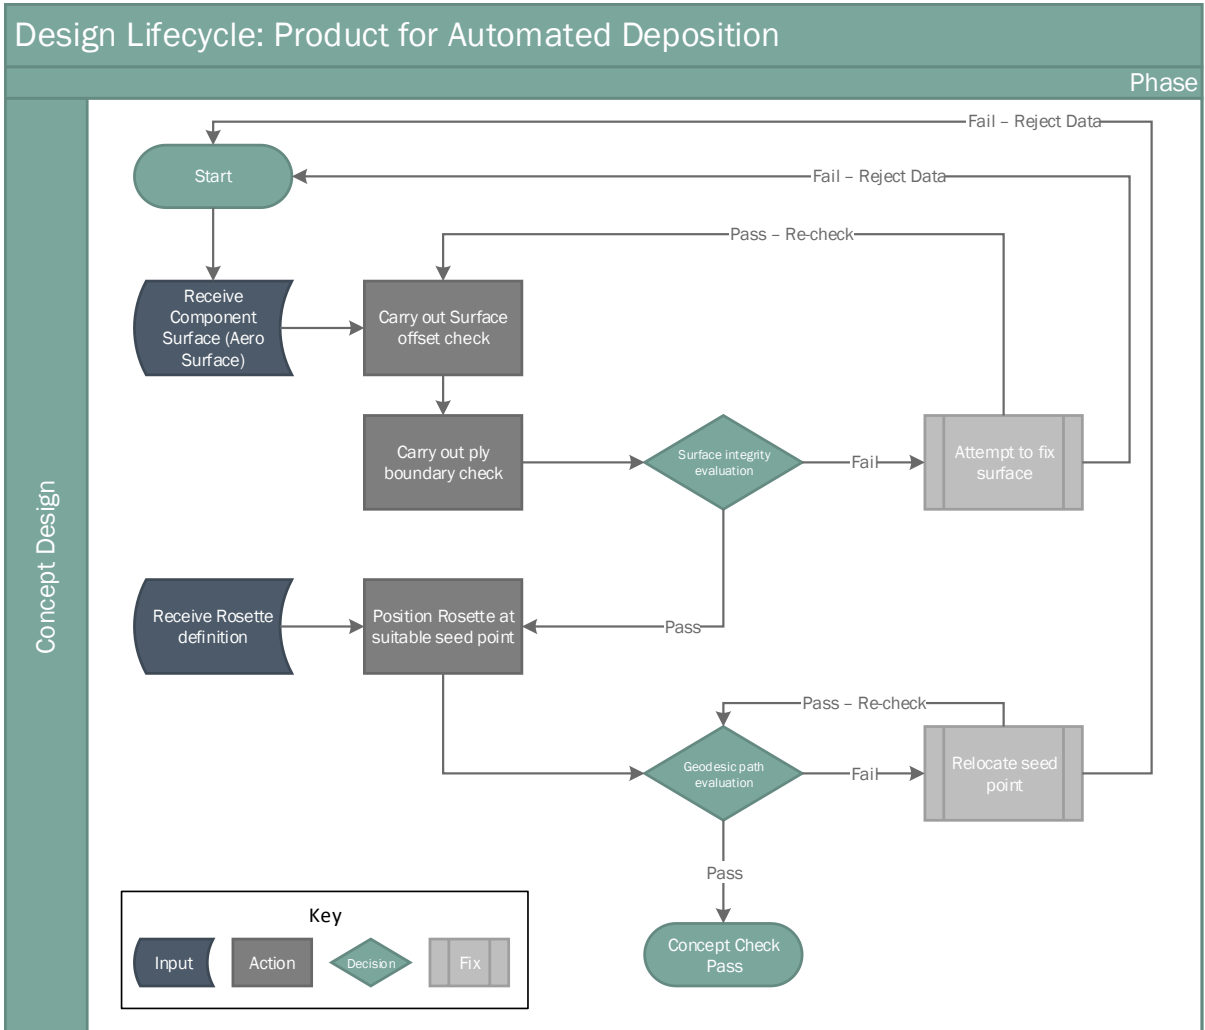 Design Lifecycle: Product for Automated Deposition
Phase
Concept Design
Fail – Reject Data
Start
Fail – Reject Data
Pass – Re-check
Receive
Component
Surface (Aero
Surface)
Carry out Surface
offset check
Carry out ply
boundary check
Surface integrity
evaluation
Fail
Attempt to fix
surface
Receive Rosette
definition
Position Rosette at
suitable seed point
Pass
Pass – Re-check
Geodesic path
evaluation
Fail
Relocate seed
point
Pass
Concept Check
Pass
Key
Input
Action
Decision
Fix